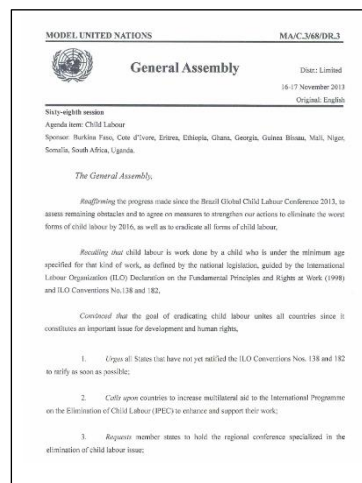 MODEL UNITED NATIONS MA/C.3/68/DR.3
General Assembly Distr.: Limited
16-17 November 2013
Original: English
Sixty-eighth session
Agenda item: Child Labour
Sponsor: Burkina Faso, Cote d'Ivore, Eritrea, Ethiopia, Ghana, Georgia, Guinea Bissau, Mali, Niger,
Somalia, South Africa, Uganda.
The General Assembly,
Reaffirming the progress made since the Brazil Global Child Labour Conference 2013, to
assess remaining obstacles and to agree on measures to strengthen our actions to eliminate the worst
forms of child labour by 2016, as well as to eradicate all forms of child labour,
Recalling that child labour is work done by a child who is under the minimum age
specified for that kind of work, as defined by the national legislation, guided by the International
Labour Organization (ILO) Declaration on the Fundamental Principles and Rights at Work (1998)
and ILO Conventions No.138 and 182,
Convinced that the goal of eradicating child labour unites all countries since it
constitutes an important issue for development and human rights,
1. Urges all States that have not yet ratified the ILO Conventions Nos. 138 and 182
to ratify as soon as possible;
2. Calls upon countries to increase multilateral aid to the International Programme
on the Elimination of Child Labour (IPEC) to enhance and support their work;
3. Requests member states to hold the regional conference specialized in the
elimination of child labour issue;